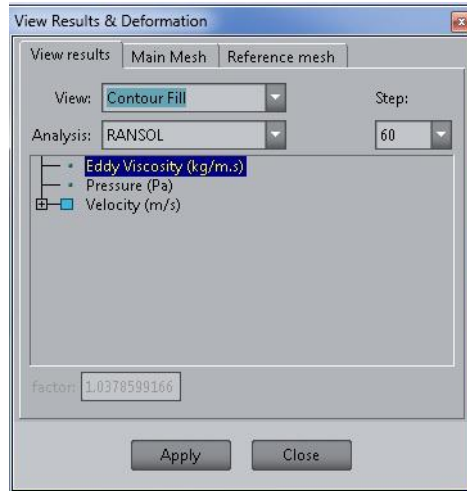 View Results & Deformation
View results Main Mesh Reference mesh
View: Contour Fill Step:
Analysis: RANSOL 60
Eddy Viscosity (kg/m.s)
Pressure (Pa)
Velocity (m/s)
factor: 1.0378599166
Apply Close